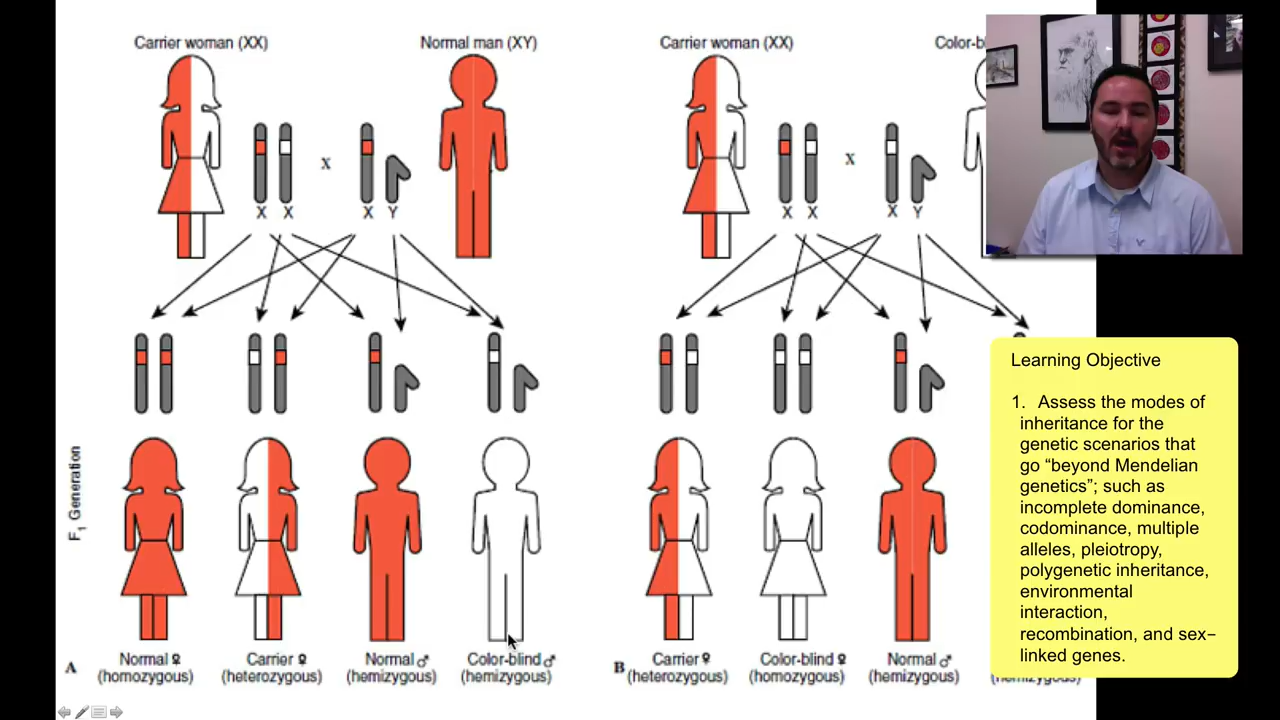 Carrier woman (XX)
Normal man (XY)
Carrier woman (XX)
Color-b
X
X X
X Y
X
X X
X Y
F1 Generation
Normal ♀
(homozygous)
Carrier ♀
(heterozygous)
Normal ♂
(hemizygous)
Color-blind ♂
(hemizygous)
A
B
Carrier ♀
(heterozygous)
Color-blind ♀
(homozygous)
Normal ♂
(hemizygous)
(hemizygous)
Learning Objective
1. Assess the modes of
inheritance for the
genetic scenarios that
go “beyond Mendelian
genetics”; such as
incomplete dominance,
codominance, multiple
alleles, pleiotropy,
polygenetic inheritance,
environmental
interaction,
recombination, and sex–
linked genes.